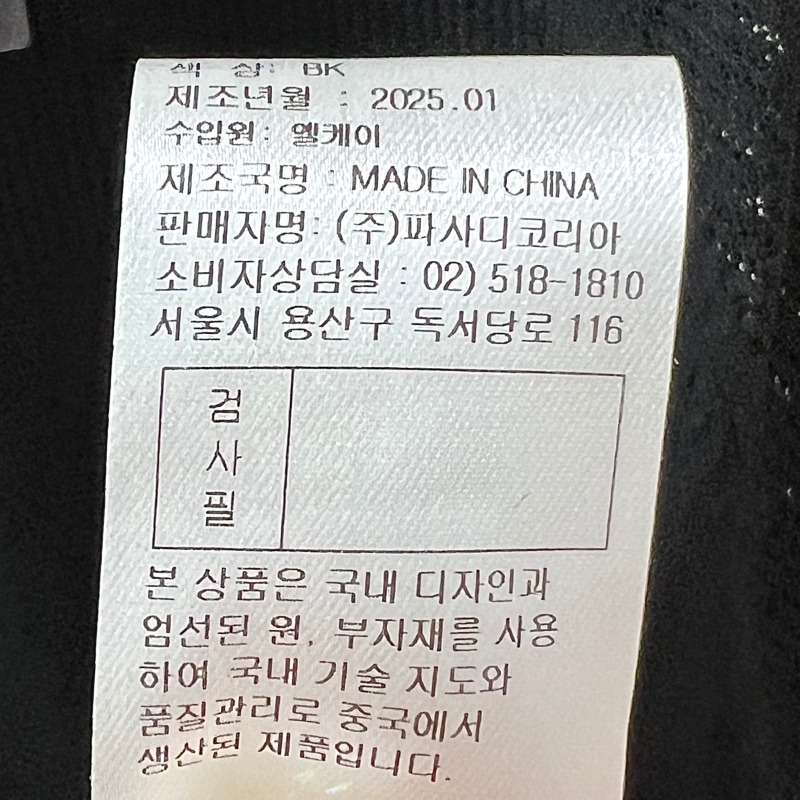 색 상: BK
제조년월 : 2025.01
수입원: 엘케이
제조국명 : MADE IN CHINA
판매자명: (주)파사디코리아
소비자상담실 : 02) 518-1810
서울시 용산구 독서당로 116
검
사
필
본 상품은 국내 디자인과
엄선된 원, 부자재를 사용
하여 국내 기술 지도와
품질관리로 중국에서
생산된 제품입니다.